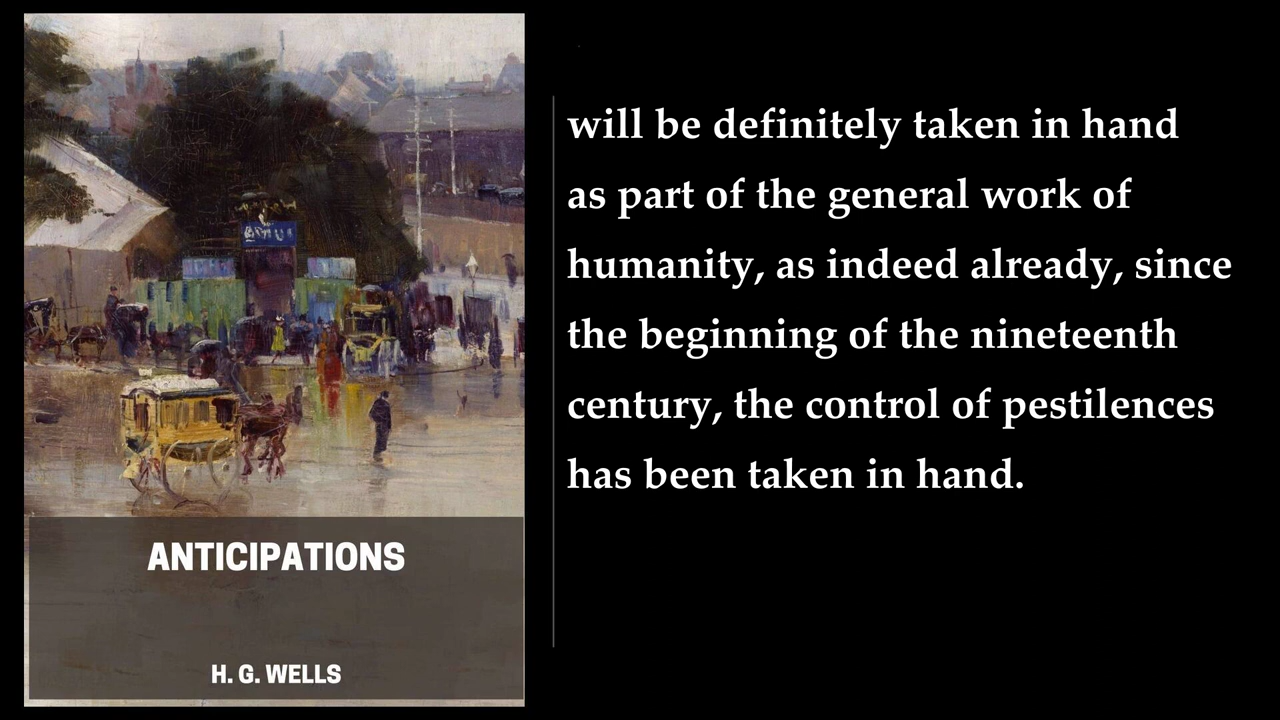 ANTICIPATIONS
H. G. WELLS
will be definitely taken in hand
as part of the general work of
humanity, as indeed already, since
the beginning of the nineteenth
century, the control of pestilences
has been taken in hand.